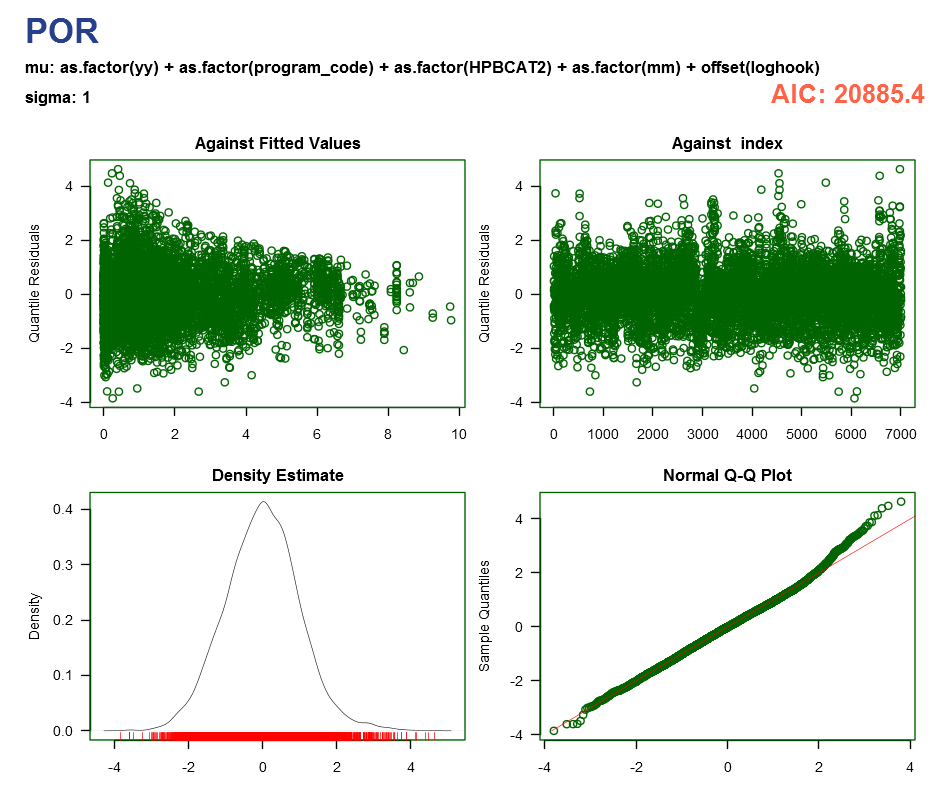 POR
mu: as.factor(yy) + as.factor(program_code) + as.factor(HPBCAT2) + as.factor(mm) + offset(loghook)
sigma: 1
AIC: 20885.4
Against Fitted Values
Quantile Residuals
4
2
0
-2
-4
0 2 4 6 8 10
Against  index
Quantile Residuals
4
2
0
-2
-4
0 1000 2000 3000 4000 5000 6000 7000
Density Estimate
Density
0.4
0.3
0.2
0.1
0.0
-4 -2 0 2 4
Normal Q-Q Plot
Sample Quantiles
4
2
0
-2
-4
-4 -2 0 2 4